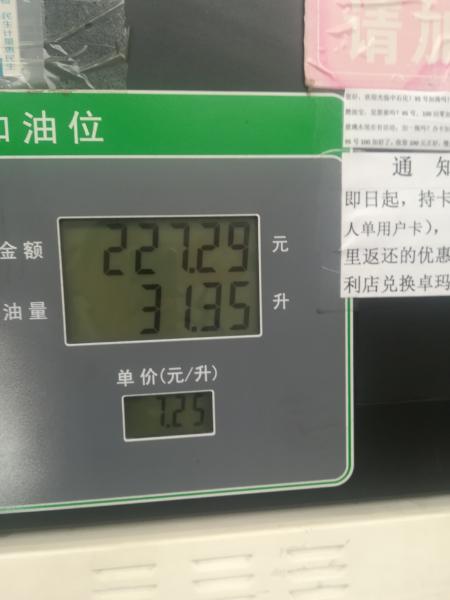 请加
加油位
金额 227.29 元
油量 31.35 升
单价(元/升)
7.25
通 知
即日起，持卡
人单用户卡），
里返还的优惠
利店兑换卓玛